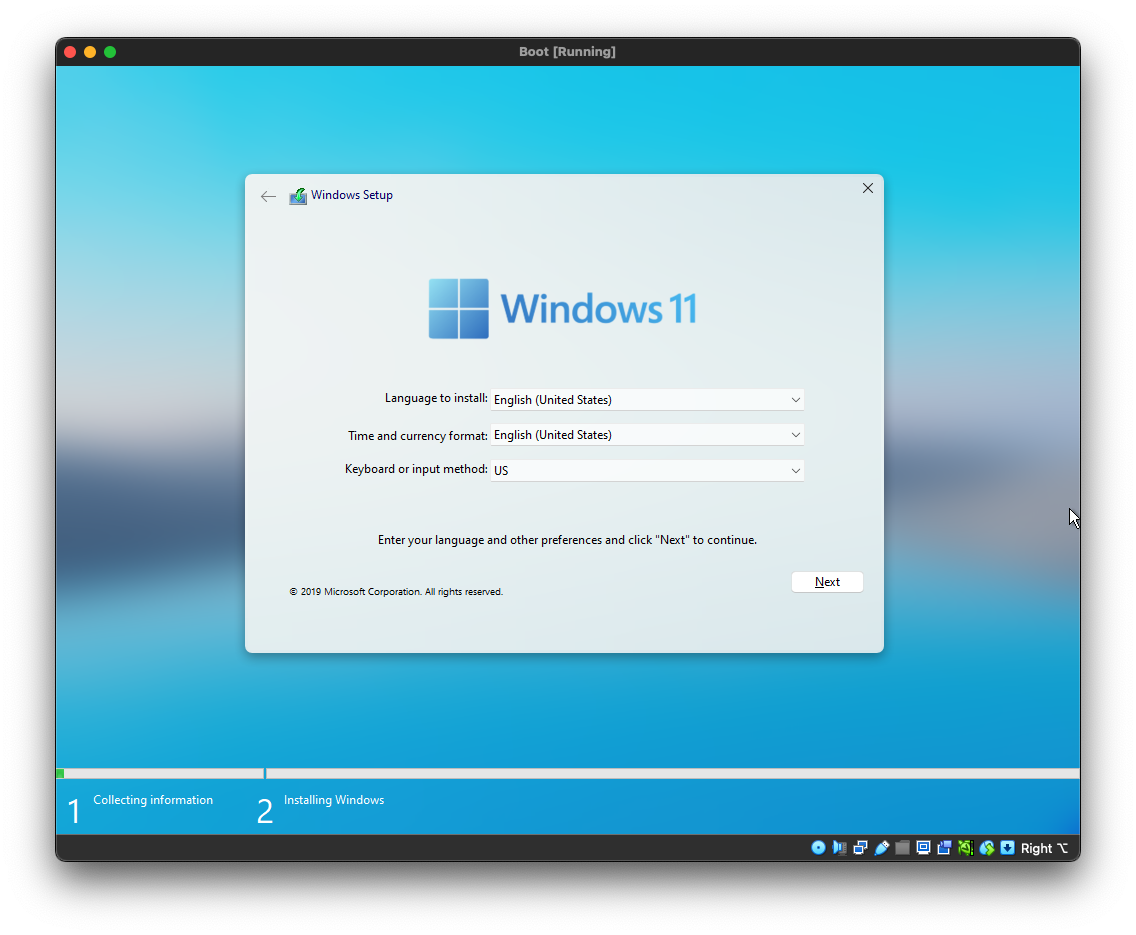 Boot [Running]
Windows Setup
Windows 11
Language to install: English (United States)
Time and currency format: English (United States)
Keyboard or input method: US
Enter your language and other preferences and click "Next" to continue.
© 2019 Microsoft Corporation. All rights reserved.
Next
1 Collecting information
2 Installing Windows
Right ⌥